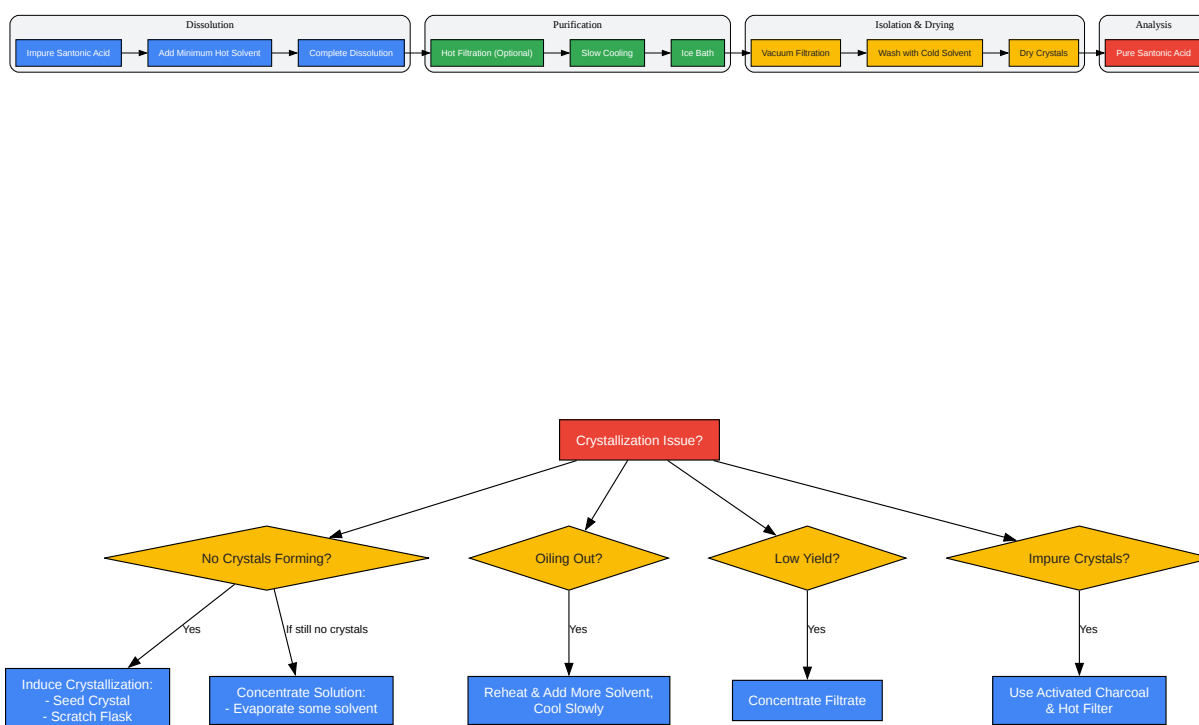 Dissolution
Purification
Isolation & Drying
Analysis
Impure Santonic Acid
Add Minimum Hot Solvent
Complete Dissolution
Hot Filtration (Optional)
Slow Cooling
Ice Bath
Vacuum Filtration
Wash with Cold Solvent
Dry Crystals
Pure Santonic Acid
Crystallization Issue?
No Crystals Forming?
Oiling Out?
Low Yield?
Impure Crystals?
Yes
If still no crystals
Yes
Yes
Yes
Induce Crystallization:
- Seed Crystal
- Scratch Flask
Concentrate Solution:
- Evaporate some solvent
Reheat & Add More Solvent,
Cool Slowly
Concentrate Filtrate
Use Activated Charcoal
& Hot Filter